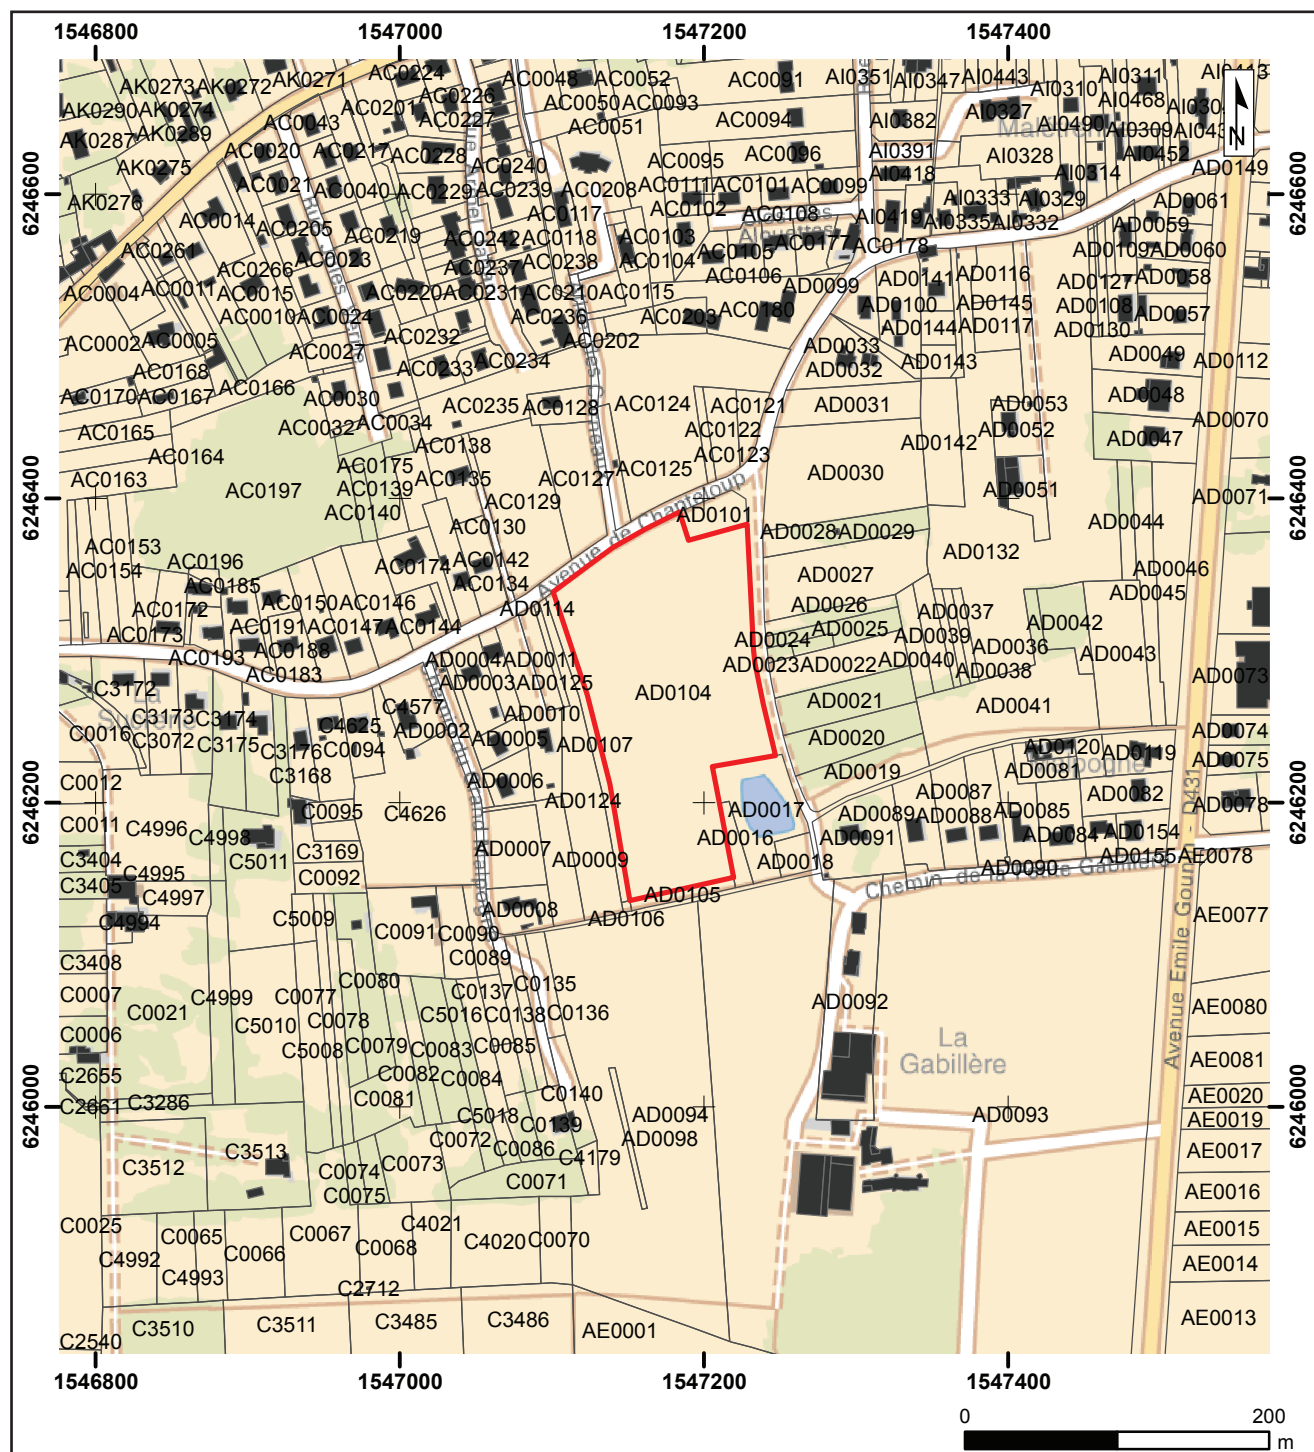 1546800 1547000 1547200 1547400
AK0273 AK0272 AK0271 AC0224 AC0048 AC0052 AC0091 AI0351 AI0347 AI0443 AI0311
AK0290 AK0274 AC0201 AC0226 AC0050 AC0093 AI0310 AI0468
AK0287 AK0289 AC0043 AC0227 AC0051 AC0094 AI0382 AI0327 AI0490 AI0309
AK0275 AC0020 AC0217 AC0228 AC0240 AC0095 AC0096 AI0391 AI0328 AI0452 AD0149
AC0021 AC0040 AC0229 AC0239 AC0208 AC0111 AC0101 AC0099 AI0418 AI0314
6246600 AK0276 AC0014 AC0205 AC0219 AC0117 AC0102 AC0108 AI0419 AI0333 AI0329 AD0061 6246600
AC0261 AC0023 AC0242 AC0118 AC0103 AC0177 AC0178 AI0335 AI0332 AD0059
Alouettes
AC0266 AC0237 AC0238 AC0104 AC0105 AD0109 AD0060
AC0004 AC0011 AC0015 AC0220 AC0231 AC0210 AC0115 AC0106 AD0099 AD0141 AD0116 AD0127 AD0058
AC0010 AC0024 AC0236 AC0203 AC0180 AD0100 AD0145 AD0108 AD0057
AC0002 AC0005 AC0027 AC0232 AC0202 AD0033 AD0144 AD0117 AD0130
AC0168 AC0233 AC0234 AD0032 AD0143 AD0049 AD0112
AC0170 AC0167 AC0166 AC0030 AC0235 AC0128 AC0124 AC0121 AD0031 AD0053 AD0048
AC0165 AC0032 AC0034 AC0122 AD0052 AD0070
AC0164 AC0138 AC0123 AD0142 AD0047
AC0163 AC0197 AC0175 AC0135 AC0127 AC0125 AD0030
6246400 AC0139 AC0129 AD0051 AD0071 6246400
AC0140 AC0130 AD0101 AD0028 AD0029 AD0044
Avenue de Chanteloup
AC0153 AC0196 AC0174 AC0142 AD0132
AC0154 AC0185 AC0134 AD0027 AD0046
AC0172 AC0150 AC0146 AD0114 AD0026 AD0037 AD0045
AC0173 AC0191 AC0147 AC0144 AD0024 AD0025 AD0039 AD0042
AC0193 AC0188 AD0004 AD0011 AD0023 AD0022 AD0040 AD0036 AD0043
AC0183 AD0003 AD0125 AD0104 AD0038 AD0073
C3172 C4577 AD0010 AD0021 AD0041
C0016 C3173 C3174 C4625 AD0002
C3072 C3175 C3176 C0094 AD0005 AD0107 AD0020 AD0120 AD0119 AD0074
C0012 C3168 AD0006 AD0019 AD0081 AD0075
6246200 C0095 C4626 AD0124 AD0017 AD0087 AD0082 AD0078 6246200
C0011 C4996 C4998 AD0016 AD0089 AD0088 AD0085
C3404 C5011 C3169 AD0007 AD0009 AD0018 AD0091 AD0084 AD0154
C3405 C4995 C0092 AD0090 AD0155 AE0078
Chemin de la Gabillère
C4997 AD0105
C4994 C5009 C0091 C0090 AD0008 AD0106 AE0077
C3408 C0089
C0007 C4999 C0080 C0137 C0135 AD0092
C0006 C0021 C0077 C0078 C5016 C0138 C0136 AE0080
C5010 C5008 C0079 C0083 C0085 AE0081
La
Gabillère
C2655 C0082 C0084 C0140 AE0020
6246000 C2661 C3286 C0081 C5018 C0139 AD0094 AD0093 AE0019 6246000
C3512 C3513 C0072 C0086 AD0098 AE0017
C0074 C0073 C4179
C0075 C0071 AE0016
C0025 C0065 C0067 C4021 AE0015
C4992 C0066 C0068 C4020 C0070 AE0014
C4993 C2712
C2540 C3510 C3511 C3485 C3486 AE0001 AE0013
Avenue Emile Gounin - D431
1546800 1547000 1547200 1547400
0 200
m
N